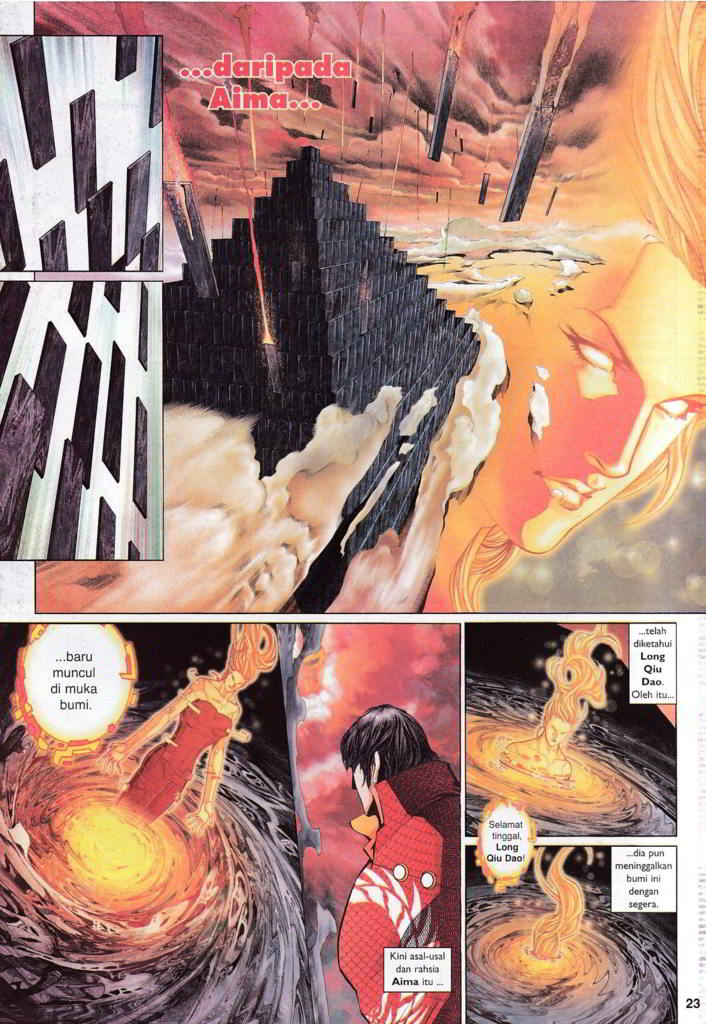 ...daripada
Aima...
...baru
muncul
di muka
bumi.
Kini asal-usal
dan rahsia
Aima itu ...
...telah
diketahui
Long
Qiu
Dao.
Oleh itu...
Selamat
tinggal,
Long
Qiu Dao!
...dia pun
meninggalkan
bumi ini
dengan
segera.
23